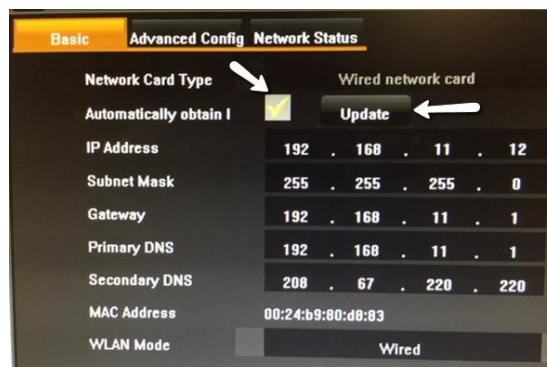 Basic Advanced Config Network Status
Network Card Type Wired network card
Automatically obtain I Update
IP Address 192 . 168 . 11 . 12
Subnet Mask 255 . 255 . 255 . 0
Gateway 192 . 168 . 11 . 1
Primary DNS 192 . 168 . 11 . 1
Secondary DNS 208 . 67 . 220 . 220
MAC Address 00:24:b9:80:d8:83
WLAN Mode Wired